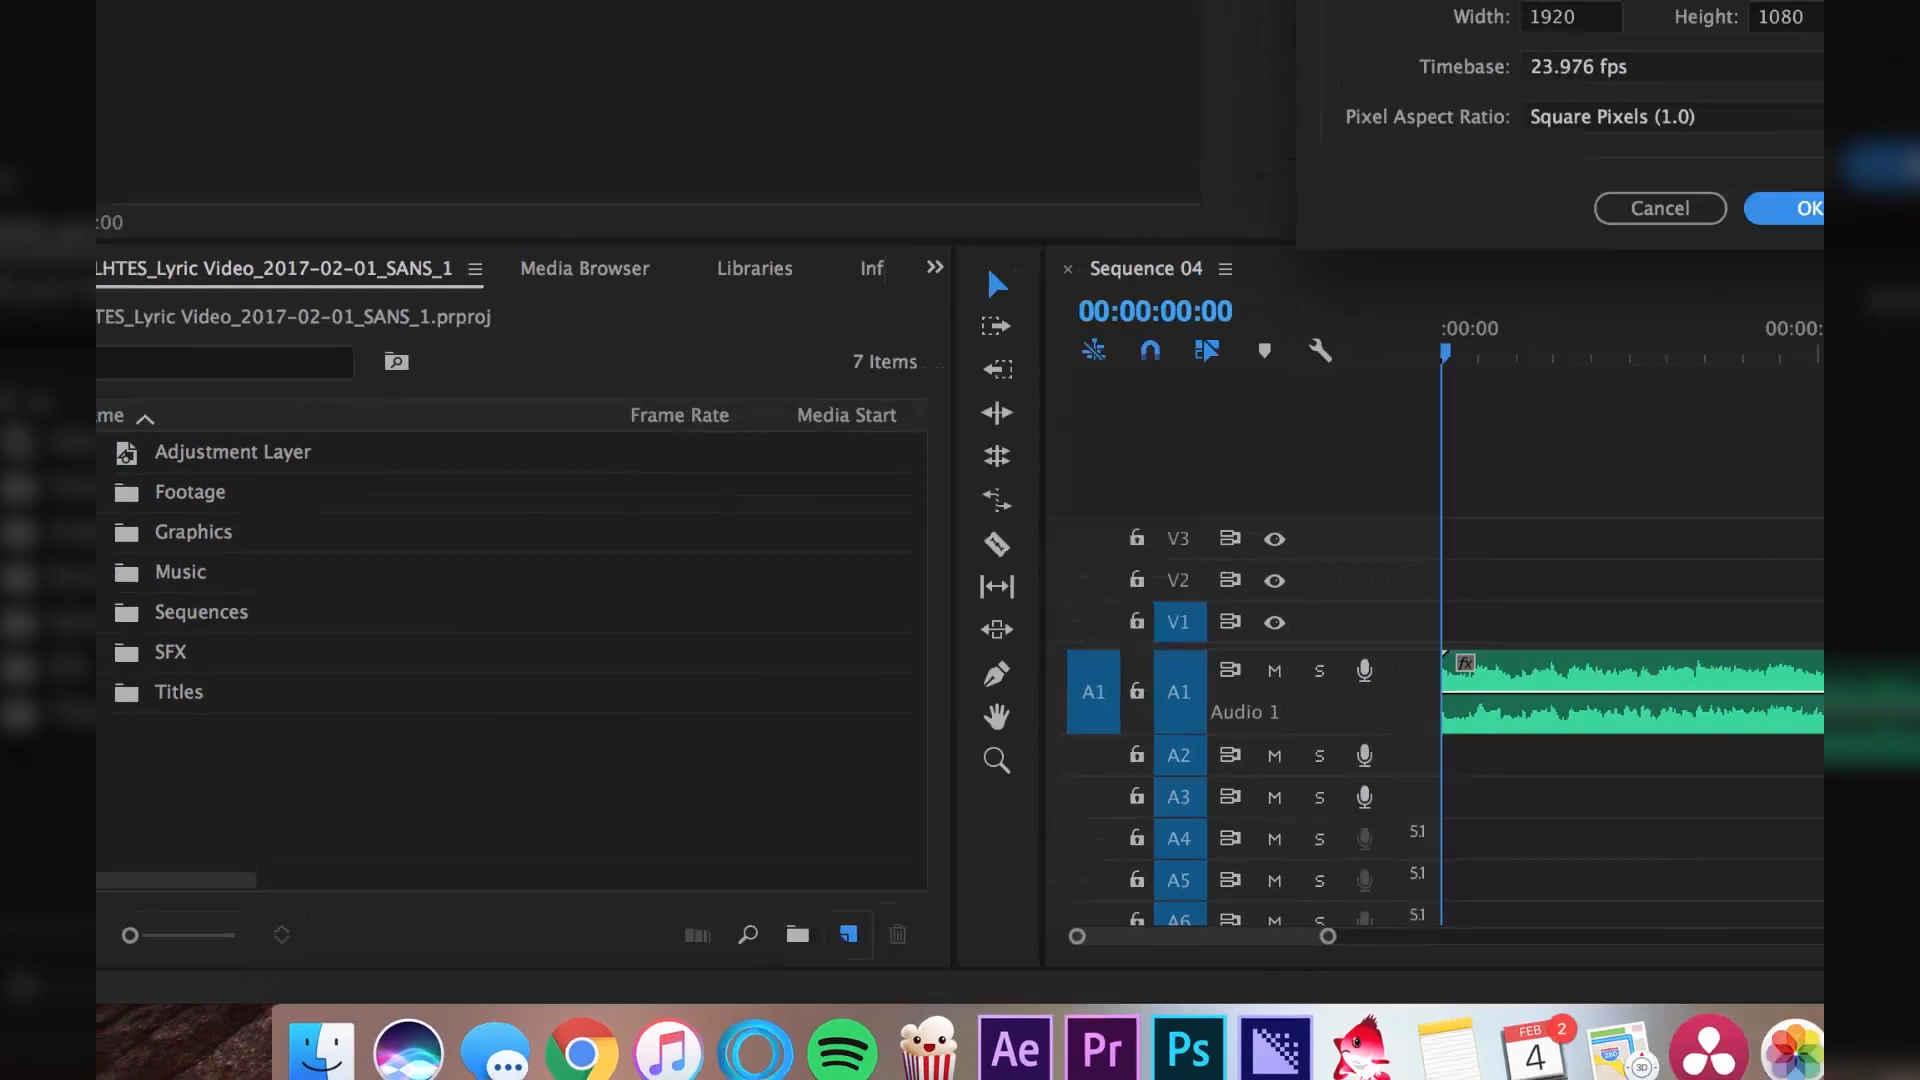 Width: 1920 Height: 1080
Timebase: 23.976 fps
Pixel Aspect Ratio: Square Pixels (1.0)
Cancel OK
:00
LHTES_Lyric Video_2017-02-01_SANS_1 Media Browser Libraries Inf
TES_Lyric Video_2017-02-01_SANS_1.prproj
7 Items
me Frame Rate Media Start
Adjustment Layer
Footage
Graphics
Music
Sequences
SFX
Titles
Sequence 04
00:00:00:00
:00:00 00:00:
V3
V2
V1
A1 A1 M S
Audio 1
A2 M S
A3 M S
A4 M S 5.1
A5 M S 5.1
A6 M S 5.1
Ae Pr Ps FEB 4 2 280 3D